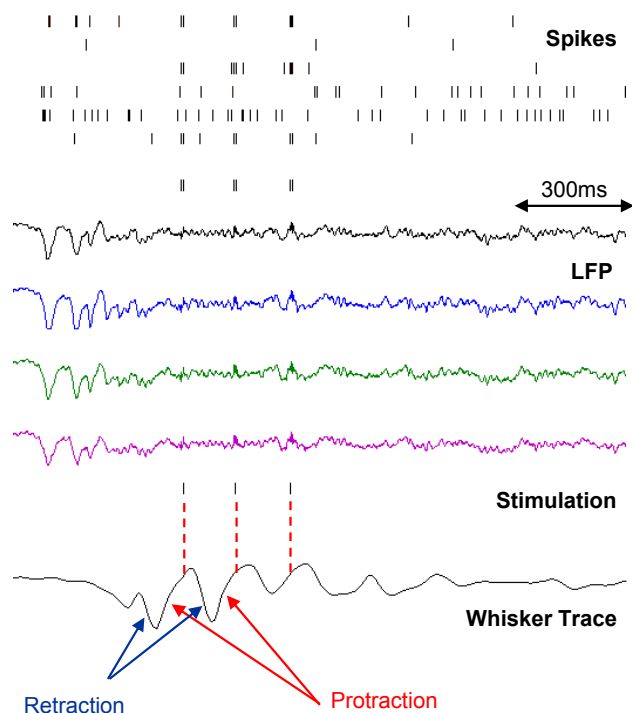 Spikes
300ms
LFP
Stimulation
Whisker Trace
Retraction
Protraction